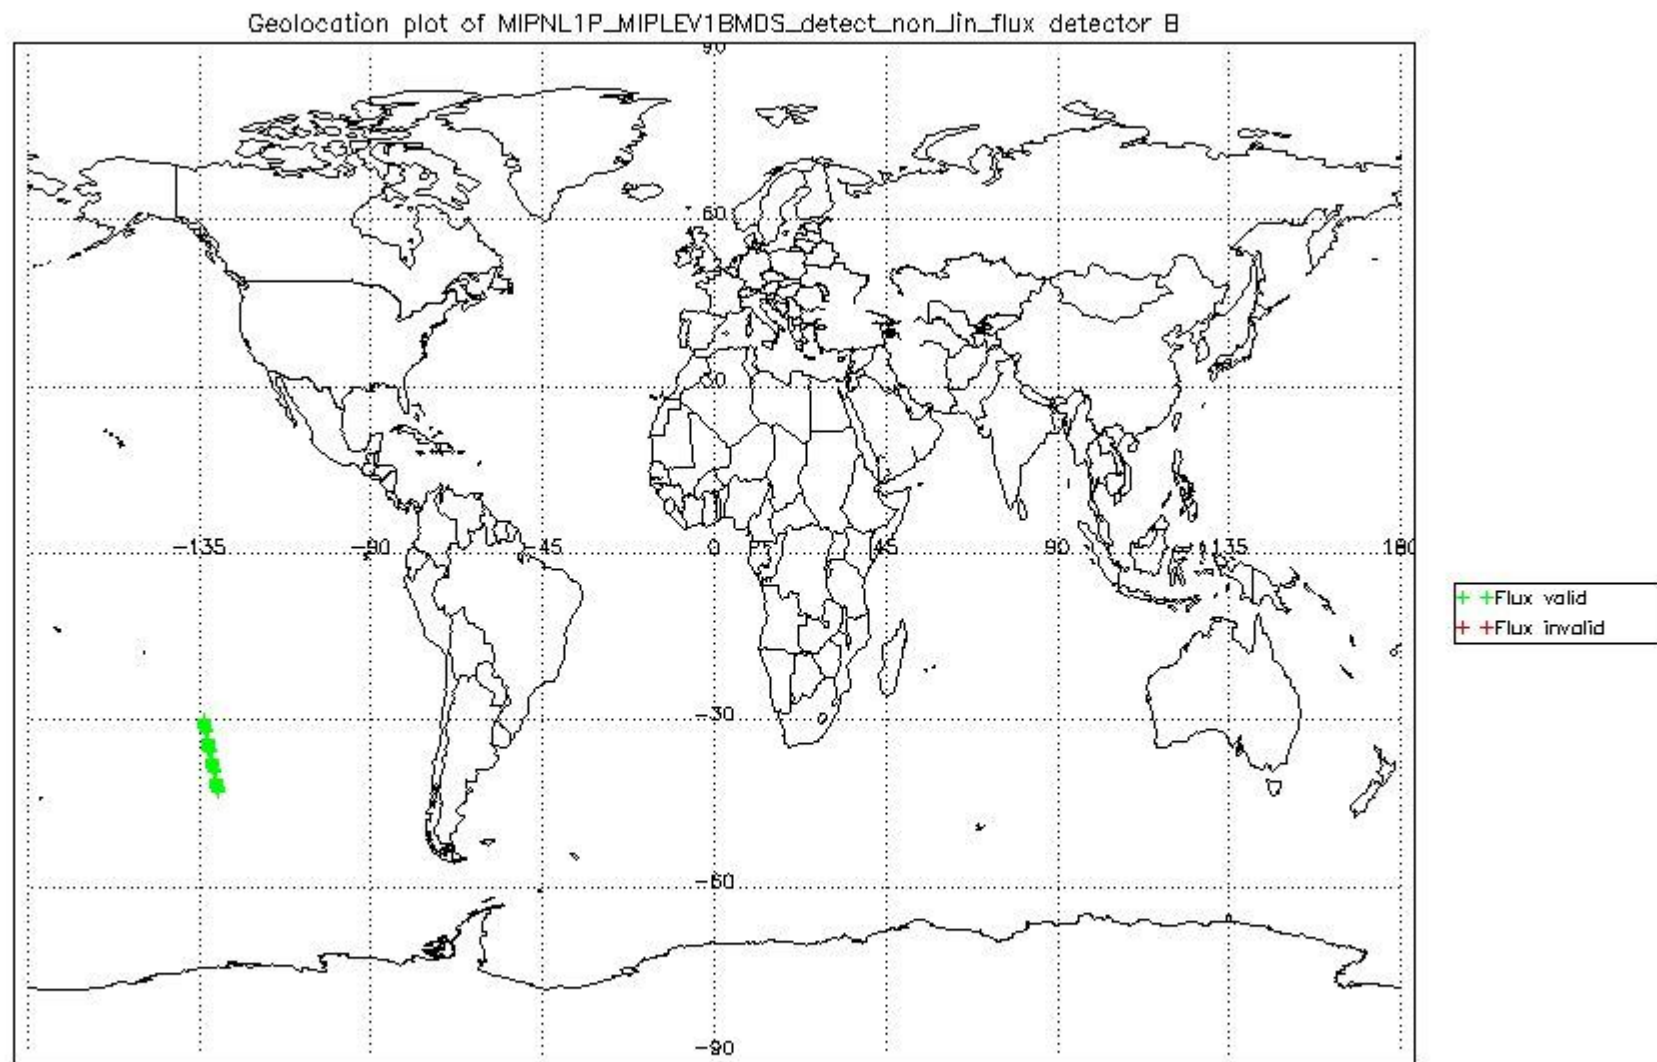 Geolocation plot of MIPNL1P_MIPLEV1BMDS_detect_non_lin_flux detector B
90
60
30
-135 -90 -45 0 45 90 135 180
-30
-60
-90
Flux valid
Flux invalid